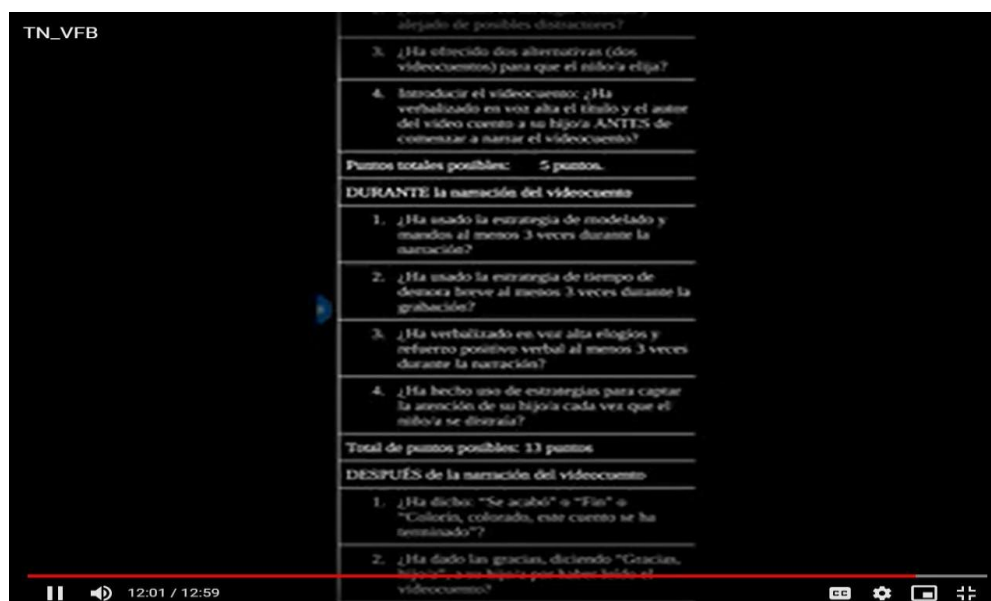 TN_VFB
alejado de posibles distractores?
3. ¿Ha ofrecido dos alternativas (dos
videocuentos) para que el niño/a elija?
4. Introducir el videocuento: ¿Ha
verbalizado en voz alta el título y el autor
del video cuento a su hijo/a ANTES de
comenzar a narrar el videocuento?
Puntos totales posibles: 5 puntos.
DURANTE la narración del videocuento
1. ¿Ha usado la estrategia de modelado y
mandos al menos 3 veces durante la
narración?
2. ¿Ha usado la estrategia de tiempo de
demora breve al menos 3 veces durante la
grabación?
3. ¿Ha verbalizado en voz alta elogios y
refuerzo positivo verbal al menos 3 veces
durante la narración?
4. ¿Ha hecho uso de estrategias para captar
la atención de su hijo/a cada vez que el
niño/a se distraía?
Total de puntos posibles: 13 puntos
DESPUÉS de la narración del videocuento
1. ¿Ha dicho: "Se acabó" o "Fin" o
"Colorín, colorado, este cuento se ha
terminado"?
2. ¿Ha dado las gracias, diciendo "Gracias,
hijo/a", a su hijo/a por haber leído el
videocuento?
12:01 / 12:59
CC